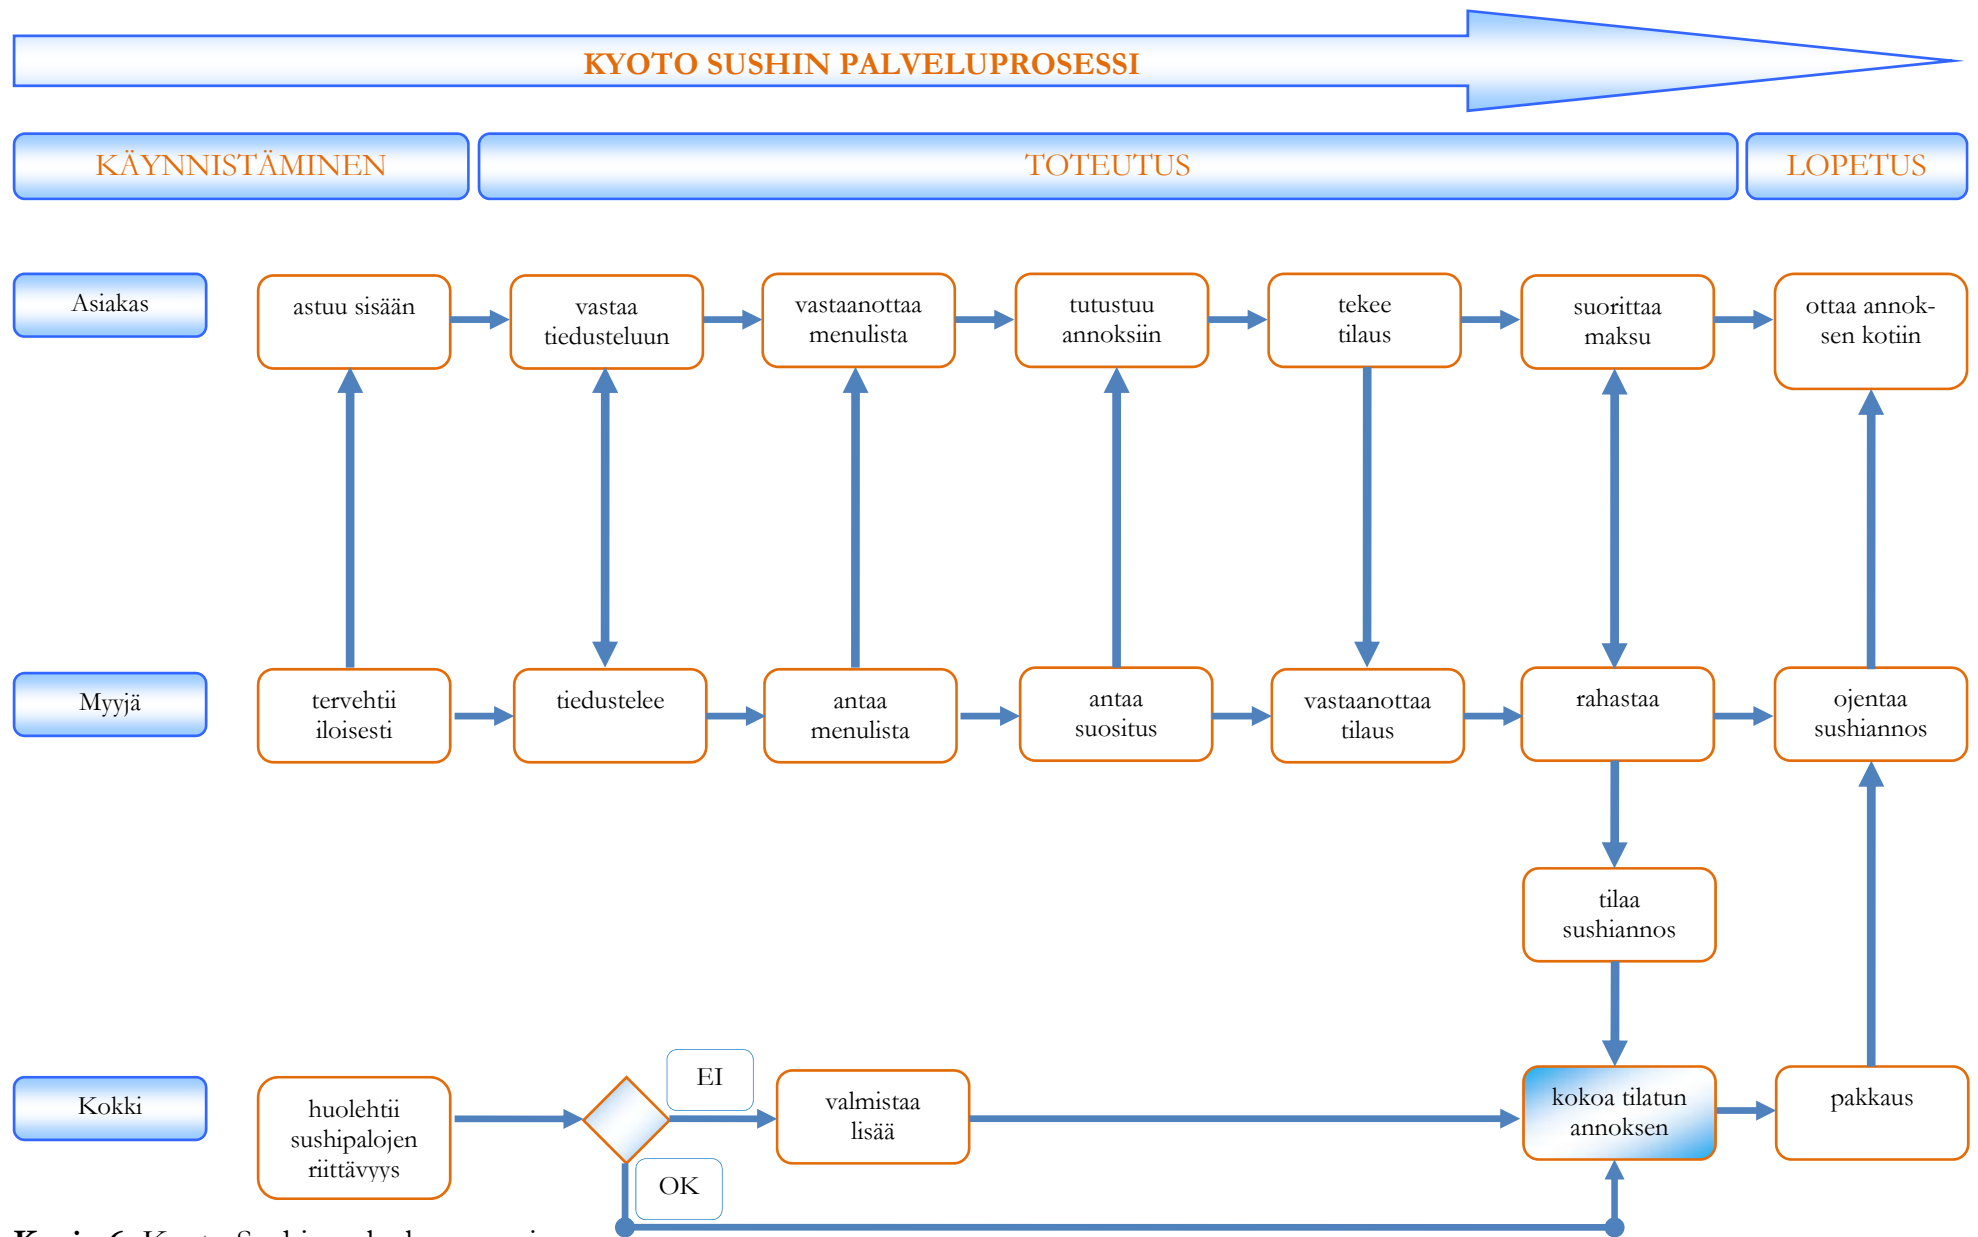 KYOTO SUSHIN PALVELUPROSESSI
KÄYNNISTÄMINEN
TOTEUTUS
LOPETUS
Asiakas
astuu sisään
vastaa
tiedusteluun
vastaanottaa
menulista
tutustuu
annoksiin
tekee
tilaus
suorittaa
maksu
ottaa annok-
sen kotiin
Myyjä
tervehtii
iloisesti
tiedustelee
antaa
menulista
antaa
suositus
vastaanottaa
tilaus
rahastaa
ojentaa
sushiannos
tilaa
sushiannos
Kokki
huolehtii
sushipalojen
riittävyys
EI
OK
valmistaa
lisää
kokoa tilatun
annoksen
pakkaus